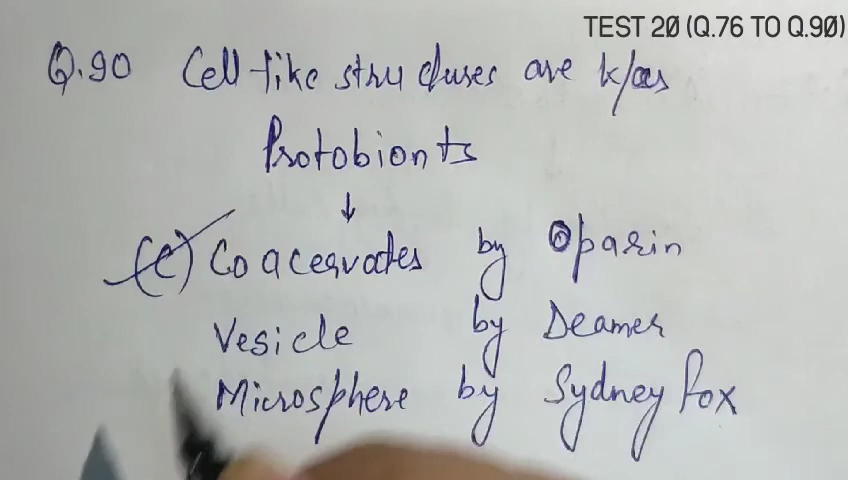 TEST 20 (Q.76 TO Q.90)
Q.90 Cell-like structures are k/as
Protobionts
↓
(c) Coacervates by Oparin
Vesicle by Deamer
Microsphere by Sydney Fox